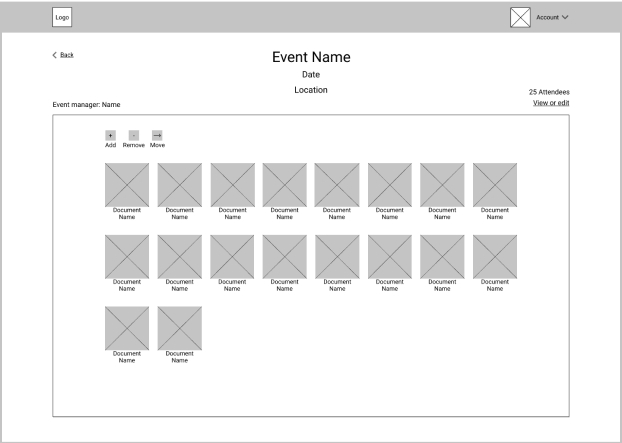 Logo
Account
Back
Event Name
Date
Location
25 Attendees
Event manager: Name
View or edit
+ - →
Add Remove Move
Document Document Document Document Document Document Document Document
Name Name Name Name Name Name Name Name
Document Document Document Document Document Document Document Document
Name Name Name Name Name Name Name Name
Document Document
Name Name